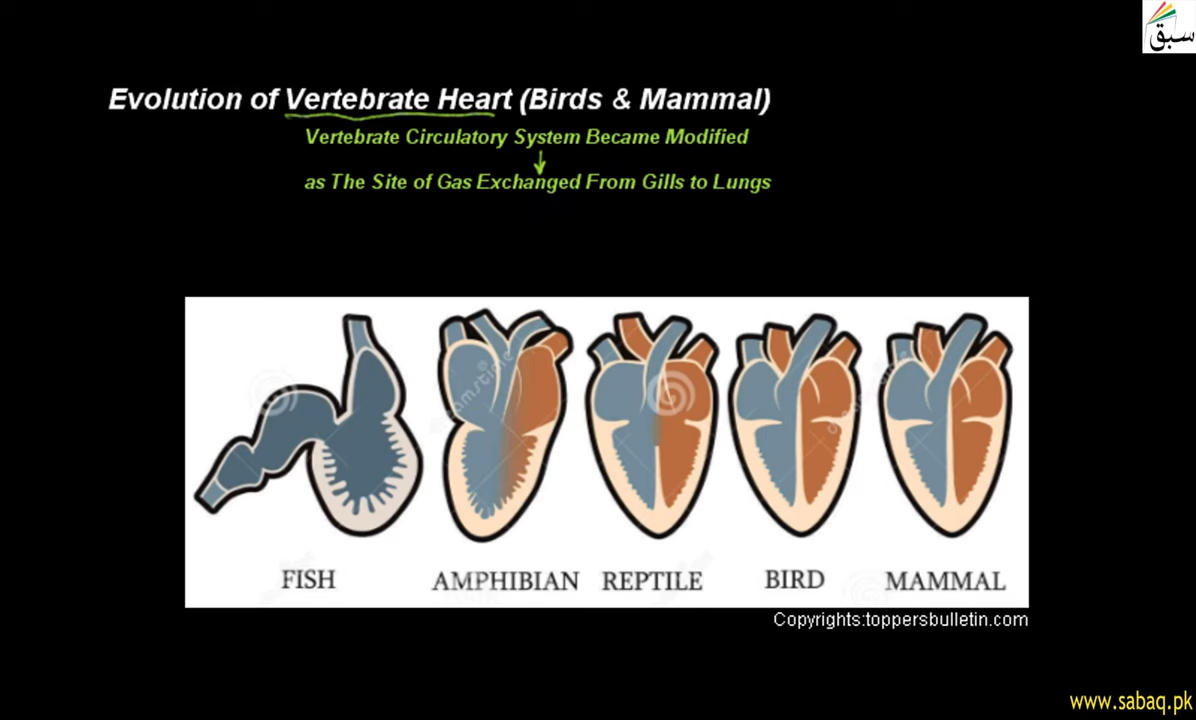 سبق
Evolution of Vertebrate Heart (Birds & Mammal)
Vertebrate Circulatory System Became Modified
as The Site of Gas Exchanged From Gills to Lungs
FISH
AMPHIBIAN
REPTILE
BIRD
MAMMAL
Copyrights:toppersbulletin.com
www.sabaq.pk